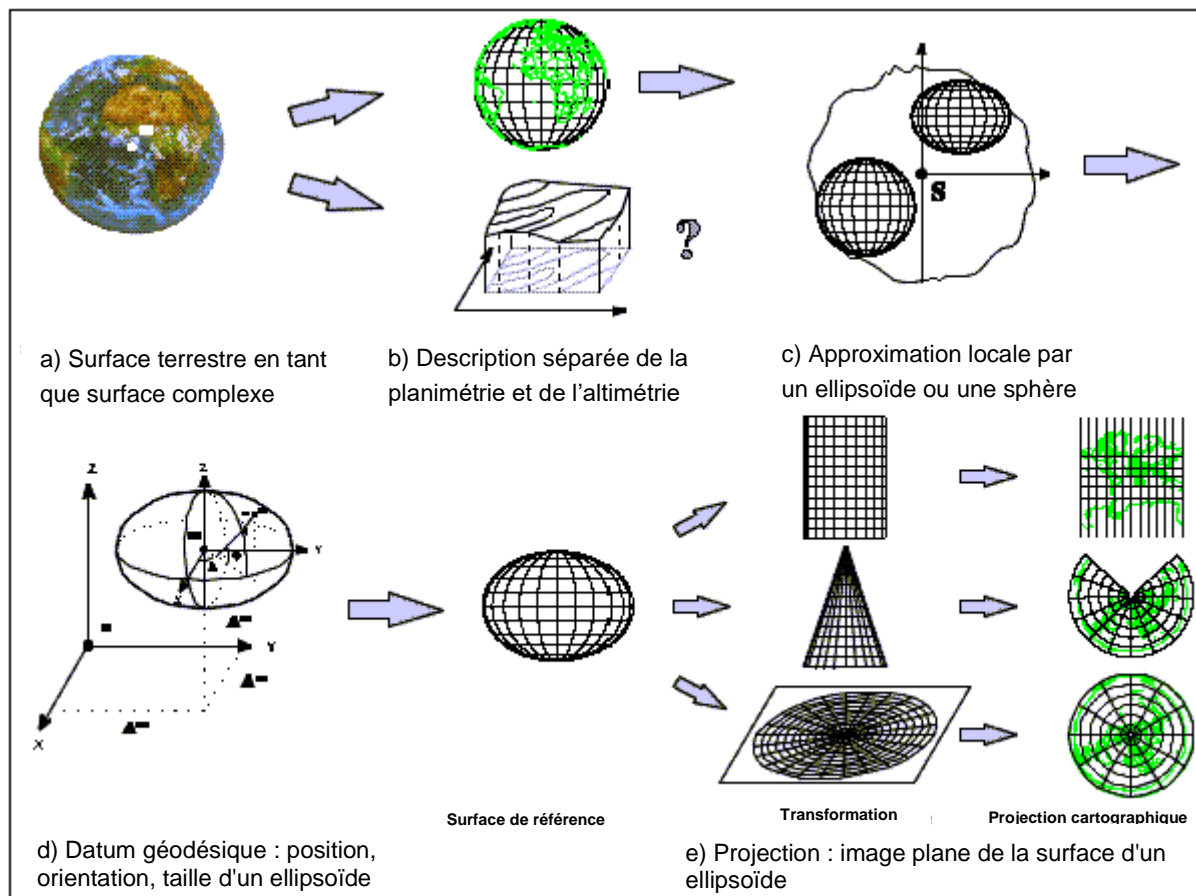 ?
S
a) Surface terrestre en tant
que surface complexe
b) Description séparée de la
planimétrie et de l'altimétrie
c) Approximation locale par
un ellipsoïde ou une sphère
Z
Z
Y
X
Y
X
Surface de référence
Transformation
Projection cartographique
d) Datum géodésique : position,
orientation, taille d'un ellipsoïde
e) Projection : image plane de la surface d'un
ellipsoïde